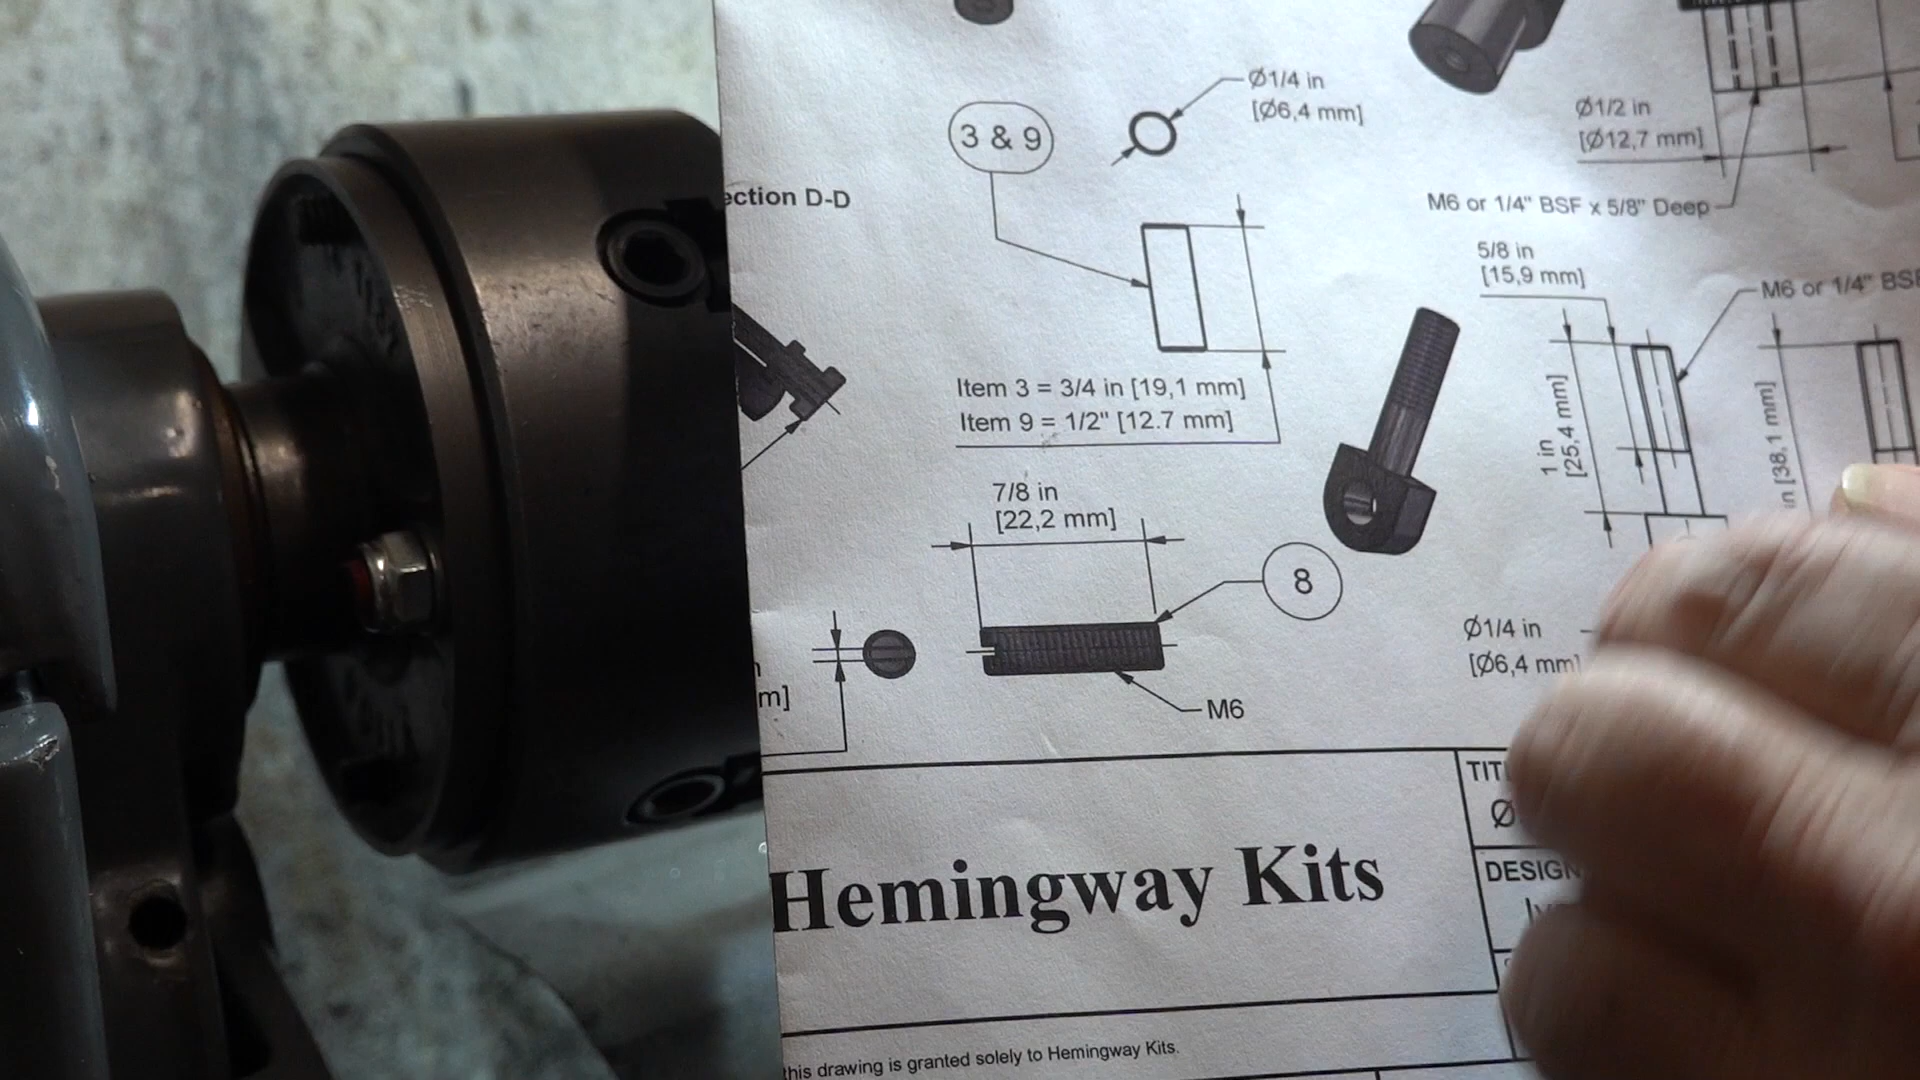 Ø1/4 in
[Ø6,4 mm]
3 & 9
Ø1/2 in
[Ø12,7 mm]
ection D-D
M6 or 1/4" BSF x 5/8" Deep
5/8 in
[15,9 mm]
M6 or 1/4" BSF
Item 3 = 3/4 in [19,1 mm]
Item 9 = 1/2" [12.7 mm]
1 in
[25,4 mm]
in [38,1 mm]
7/8 in
[22,2 mm]
8
Ø1/4 in
[Ø6,4 mm]
m]
M6
TIT
Ø
Hemingway Kits
DESIGN
this drawing is granted solely to Hemingway Kits.